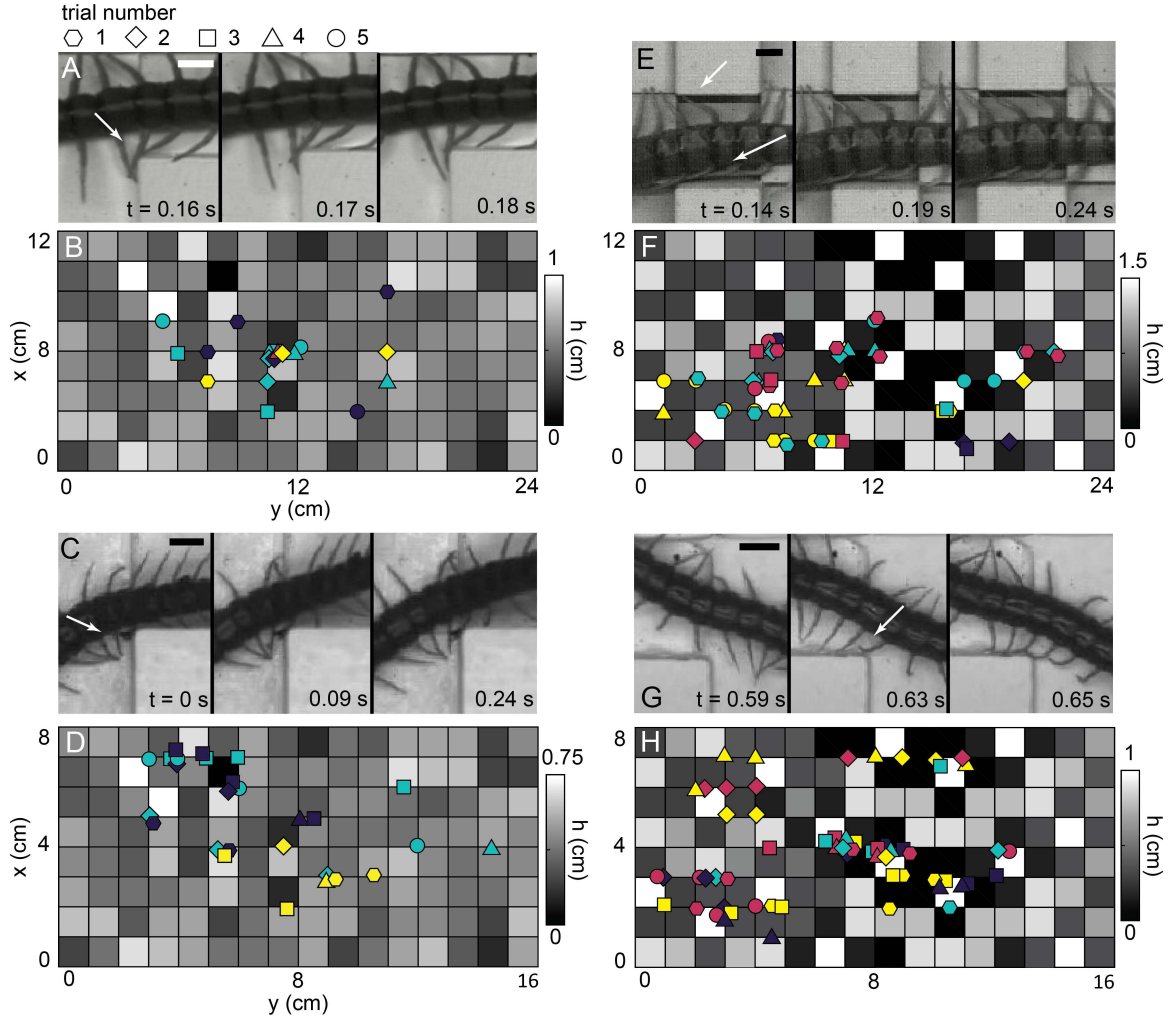 trial number
1 2 3 4 5
A
t = 0.16 s
0.17 s
0.18 s
B
12
8
4
0
x (cm)
0 12 24
y (cm)
1
h (cm)
0
C
t = 0 s
0.09 s
0.24 s
D
8
4
0
x (cm)
0 8 16
y (cm)
0.75
h (cm)
0
E
t = 0.14 s
0.19 s
0.24 s
F
12
8
4
0
0 12 24
1.5
h (cm)
0
G
t = 0.59 s
0.63 s
0.65 s
H
8
4
0
0 8 16
1
h (cm)
0